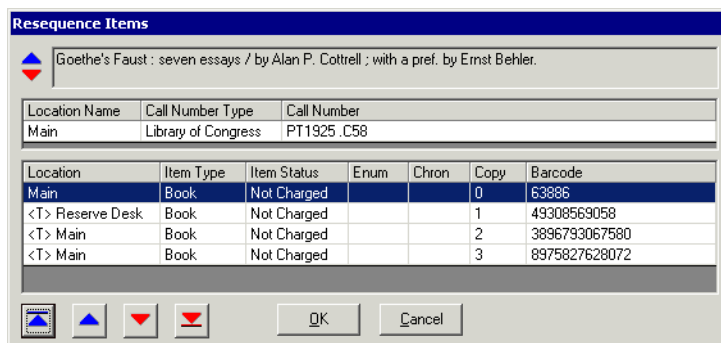 Resequence Items
Goethe's Faust : seven essays / by Alan P. Cottrell ; with a pref. by Ernst Behler.
Location Name Call Number Type Call Number
Main Library of Congress PT1925 .C58
Location Item Type Item Status Enum Chron Copy Barcode
Main Book Not Charged 0 63886
<T> Reserve Desk Book Not Charged 1 49308569058
<T> Main Book Not Charged 2 3896793067580
<T> Main Book Not Charged 3 8975827628072
OK Cancel